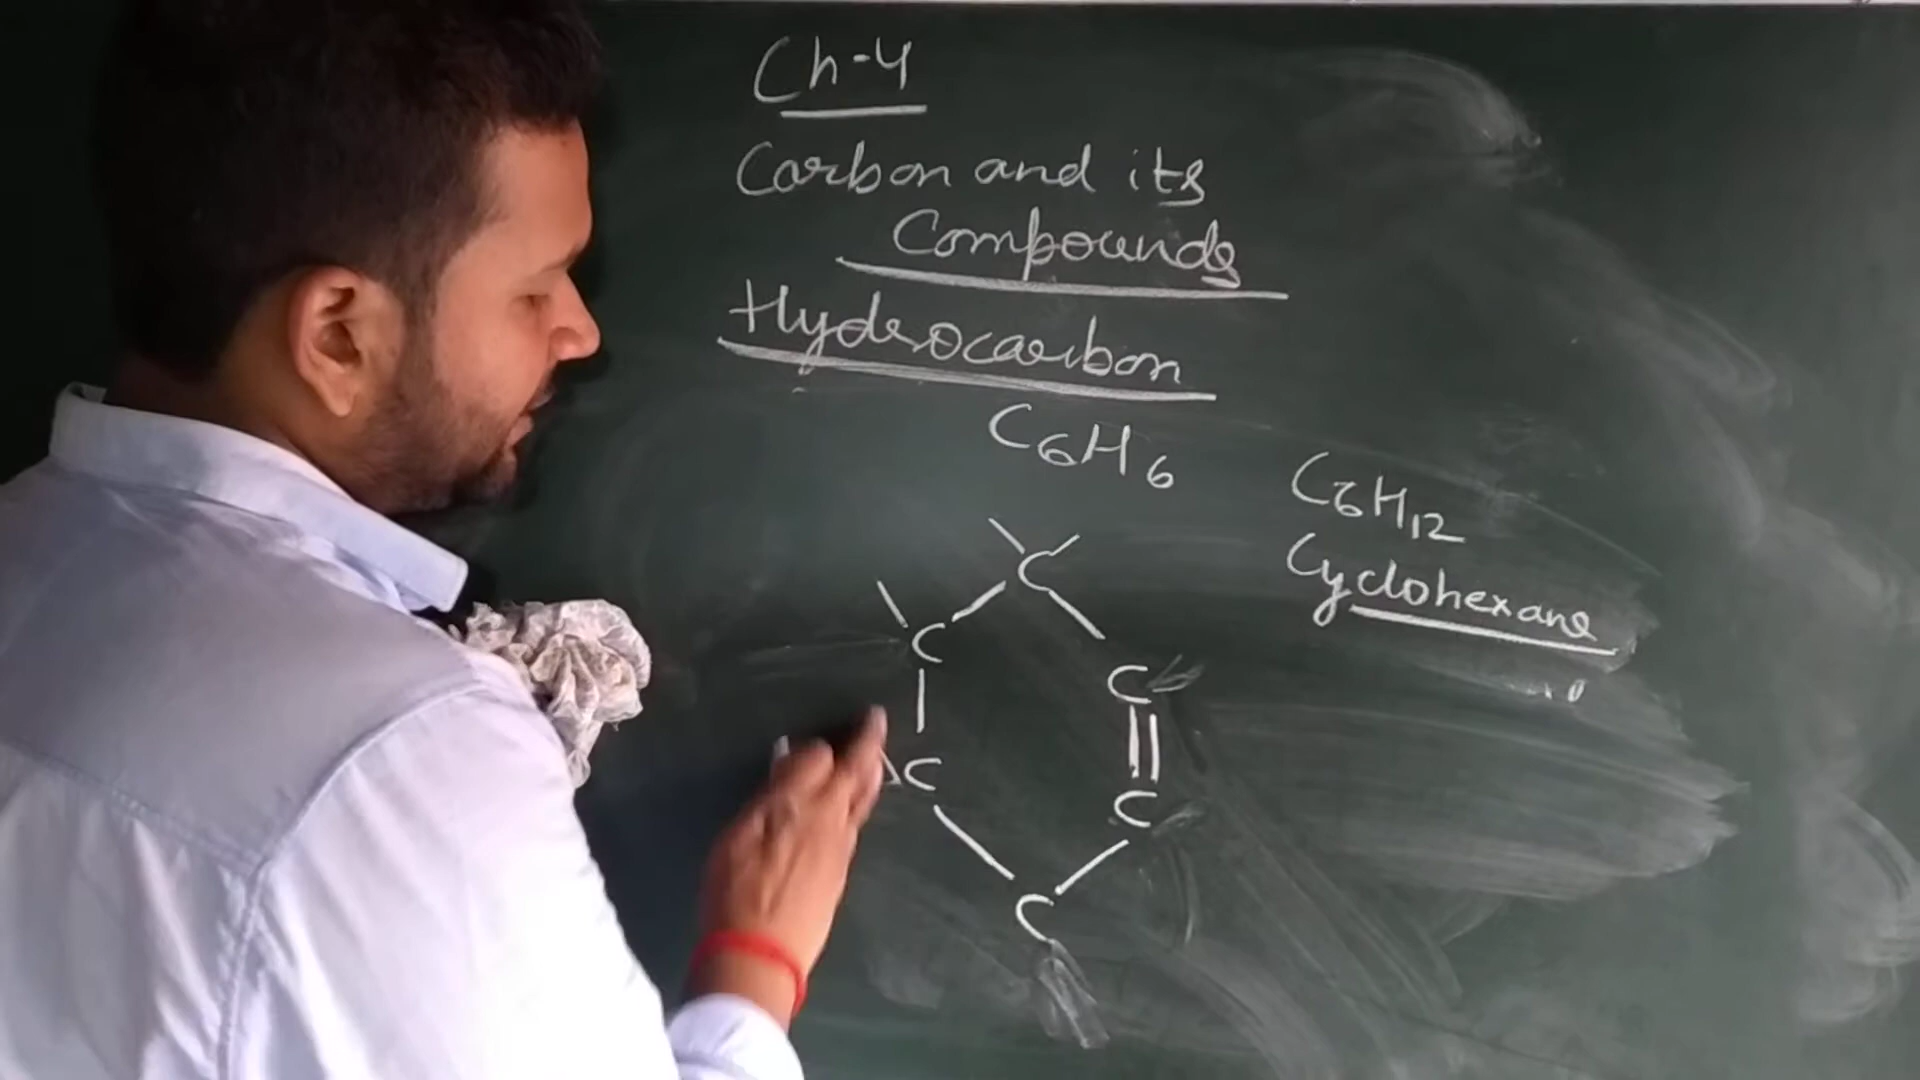 Ch-4
Carbon and its
Compounds
Hydrocarbon
C6H6
C6H12
Cyclohexane
C
C
C
C
C
C